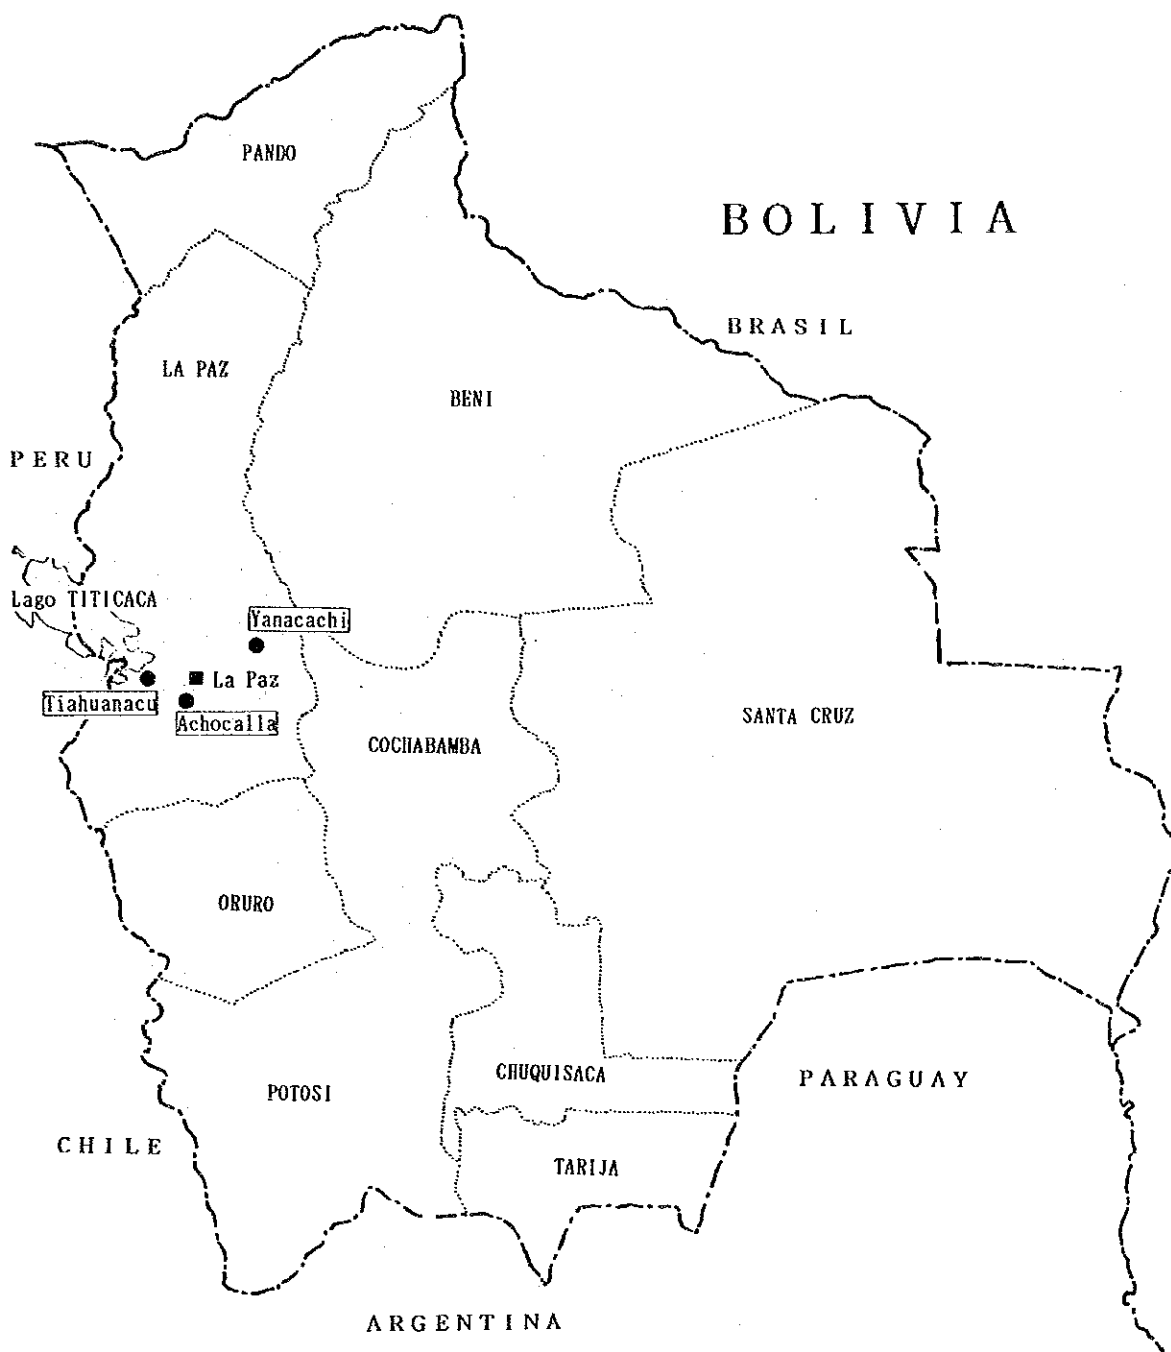 PANDO
BOLIVIA
BRASIL
LA PAZ
BENI
PERU
Lago TITICACA
Yanacachi
La Paz
Tiahuanacu
Achocalla
SANTA CRUZ
COCHABAMBA
ORURO
CHUQUISACA
PARAGUAY
POTOSI
CHILE
TARIJA
ARGENTINA